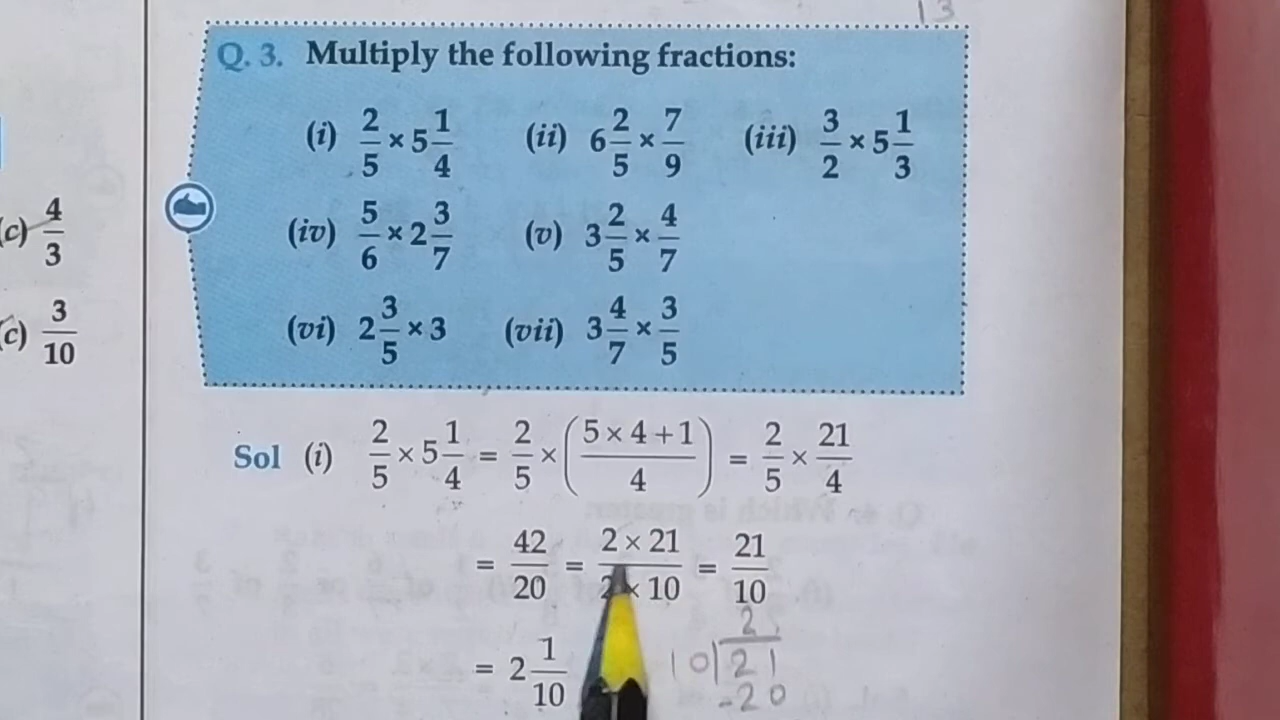 13
Q. 3. Multiply the following fractions:
(i) 2/5 × 5 1/4 (ii) 6 2/5 × 7/9 (iii) 3/2 × 5 1/3
(c) 4/3
(iv) 5/6 × 2 3/7 (v) 3 2/5 × 4/7
(c) 3/10
(vi) 2 3/5 × 3 (vii) 3 4/7 × 3/5
Sol (i) 2/5 × 5 1/4 = 2/5 × ((5 × 4 + 1)/4) = 2/5 × 21/4
= 42/20 = (2 × 21)/(2 × 10) = 21/10
= 2 1/10
2
10 21
-20